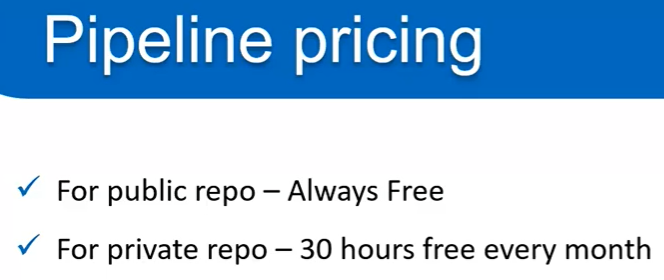 Pipeline pricing
✓ For public repo – Always Free
✓ For private repo – 30 hours free every month